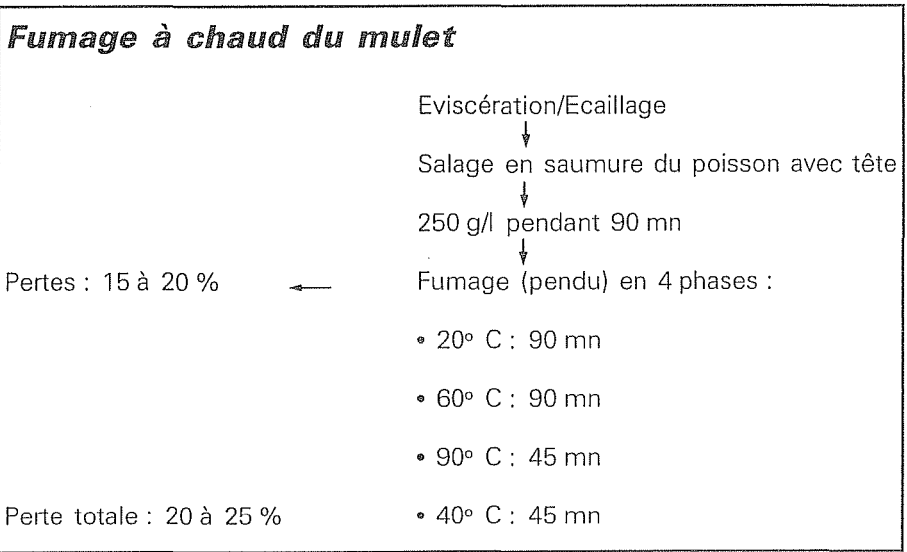 Fumage à chaud du mulet
Eviscération/Ecaillage
Salage en saumure du poisson avec tête
250 g/l pendant 90 mn
Pertes : 15 à 20 % Fumage (pendu) en 4 phases :
• 20° C : 90 mn
• 60° C : 90 mn
• 90° C : 45 mn
Perte totale : 20 à 25 % • 40° C : 45 mn